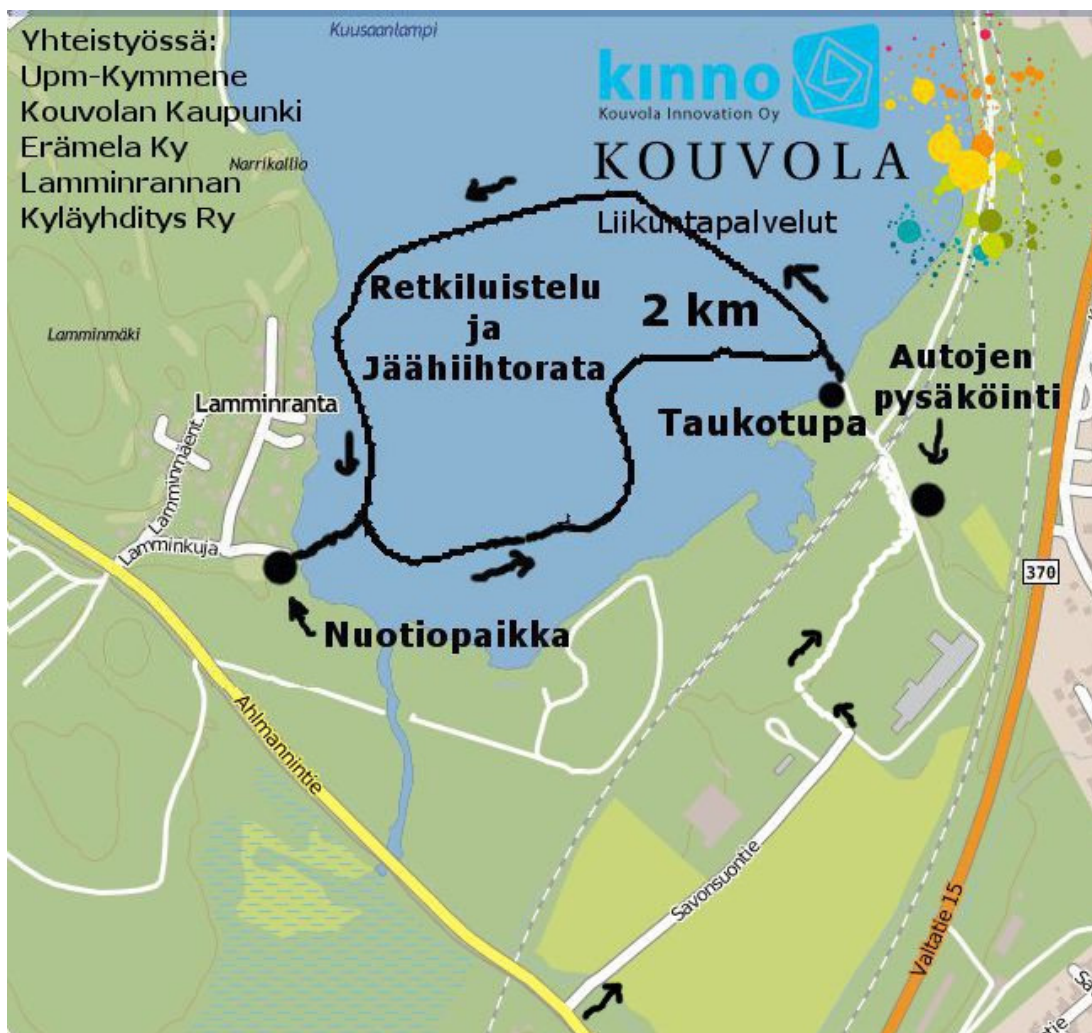 Yhteistyössä:
Upm-Kymmene
Kouvolan Kaupunki
Erämela Ky
Lamminrannan
Kyläyhditys Ry
Kuusaanlampi
kinno
Kouvola Innovation Oy
KOUVOLA
Liikuntapalvelut
Narrikallio
Lamminmäki
Retkiluistelu
ja
Jäähiihtorata
2 km
Autojen
pysäköinti
Taukotupa
Lamminranta
Lamminmäent.
Lamminkuja
370
Nuotiopaikka
Ahlmannintie
Savonsuontie
Valtatie 15